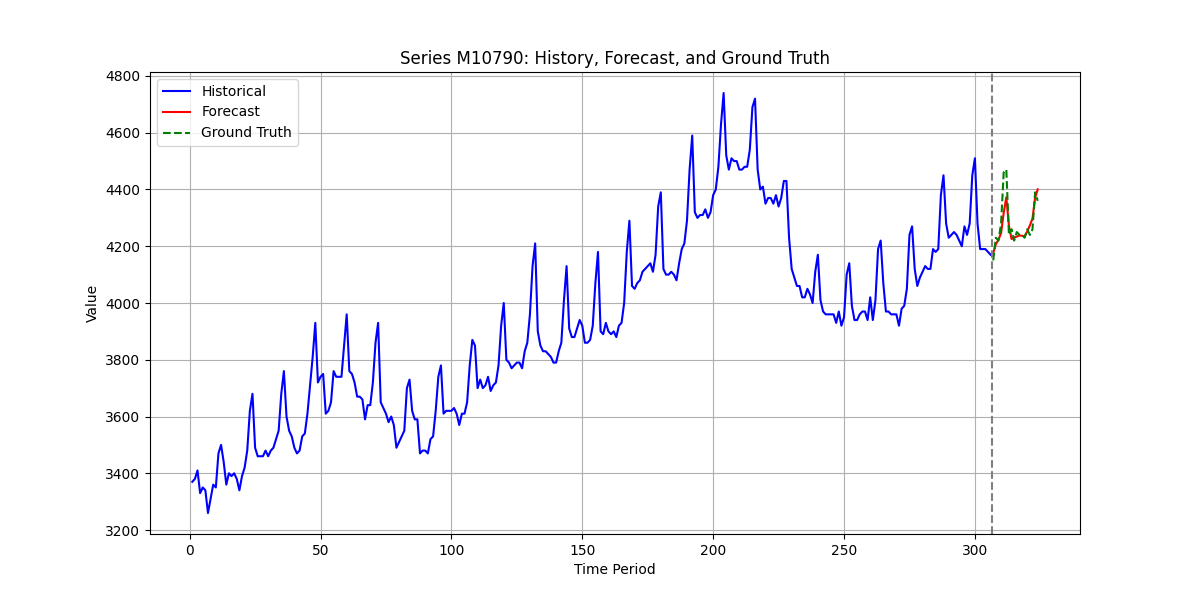 Series M10790: History, Forecast, and Ground Truth
Historical
Forecast
Ground Truth
4800
4600
4400
4200
4000
3800
3600
3400
3200
Value
0 50 100 150 200 250 300
Time Period